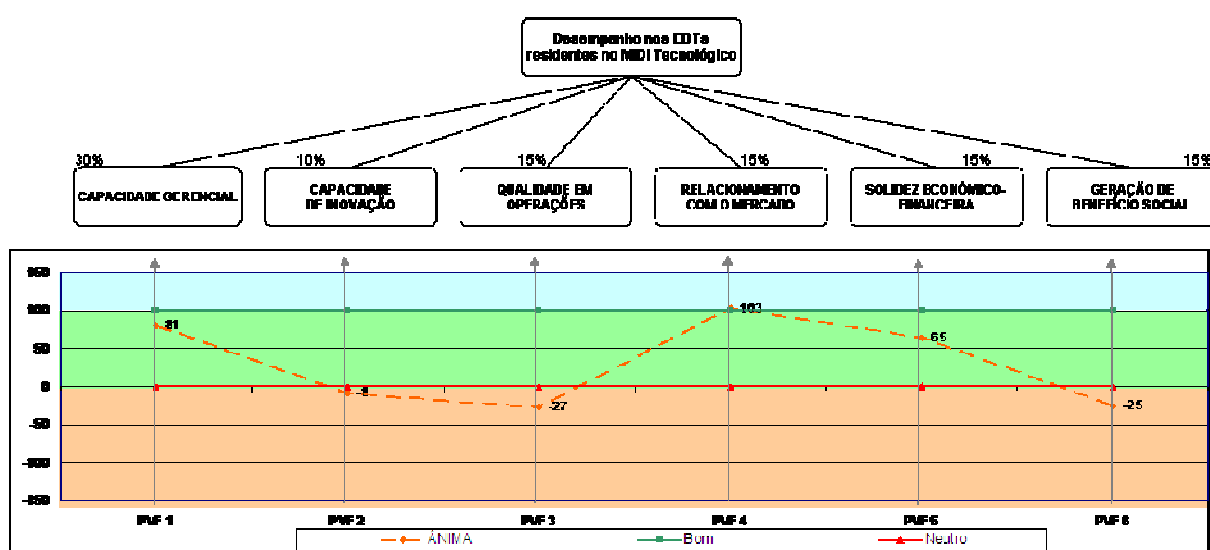 Desempenho nas EBTs
residentes no MIDI Tecnológico
30%
10%
15%
15%
15%
15%
CAPACIDADE GERENCIAL
CAPACIDADE
DE INOVAÇÃO
QUALIDADE EM
OPERAÇÕES
RELACIONAMENTO
COM O MERCADO
SOLIDEZ ECONÔMICO-
FINANCEIRA
GERAÇÃO DE
BENEFÍCIO SOCIAL
150
100
50
0
-50
-100
-150
81
-27
103
65
-25
PVF 1
PVF 2
PVF 3
PVF 4
PVF 5
PVF 6
ÂNIMA
Bom
Neutro